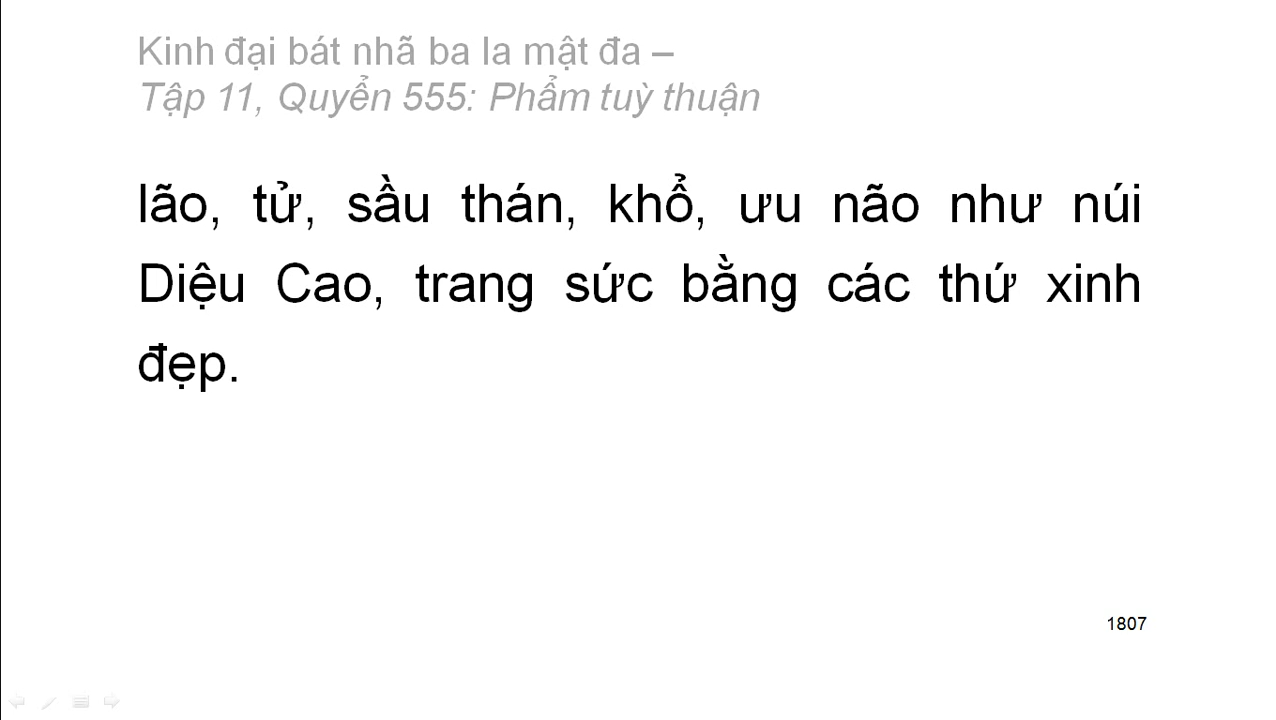 Kinh đại bát nhã ba la mật đa –
Tập 11, Quyển 555: Phẩm tuỳ thuận
lão, tử, sầu thán, khổ, ưu não như núi
Diệu Cao, trang sức bằng các thứ xinh
đẹp.
1807